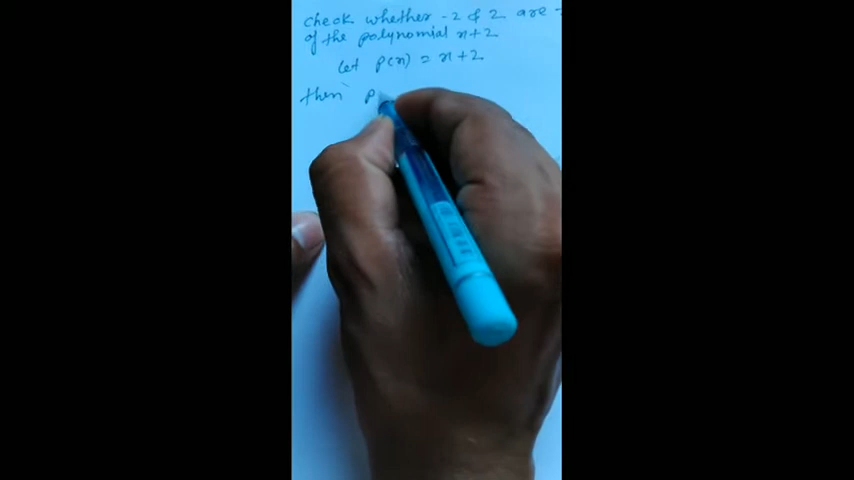 check whether -2 & 2 are
of the polynomial x+2
let p(x) = x+2
then p